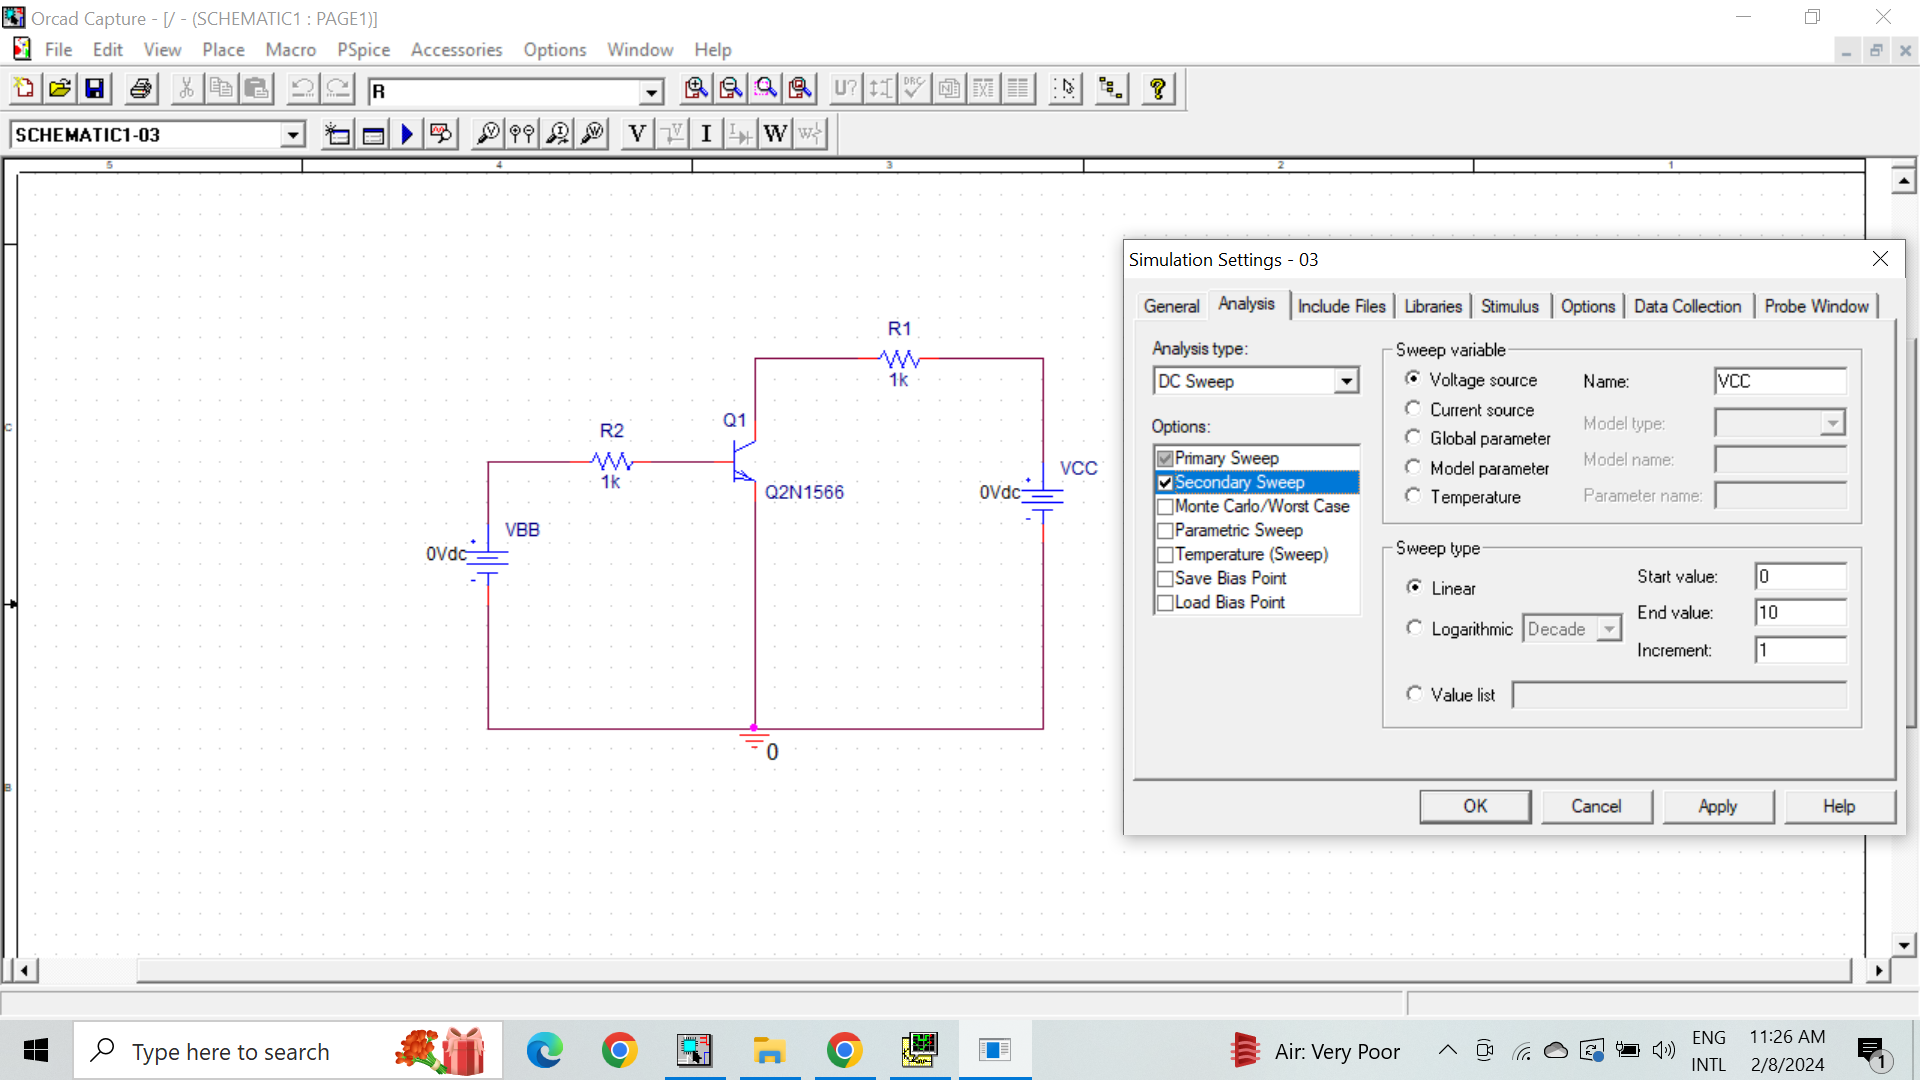 Orcad Capture - [/ - (SCHEMATIC1 : PAGE1)]
File Edit View Place Macro PSpice Accessories Options Window Help
R
U? DRC
SCHEMATIC1-03
V V I I W W
5 4 3 2 1
C
B
R1
1k
Q1
R2
1k
Q2N1566
VCC
0Vdc
VBB
0Vdc
0
Simulation Settings - 03
General Analysis Include Files Libraries Stimulus Options Data Collection Probe Window
Analysis type:
DC Sweep
Options:
Primary Sweep
Secondary Sweep
Monte Carlo/Worst Case
Parametric Sweep
Temperature (Sweep)
Save Bias Point
Load Bias Point
Sweep variable
Voltage source
Current source
Global parameter
Model parameter
Temperature
Name: VCC
Model type:
Model name:
Parameter name:
Sweep type
Linear
Logarithmic Decade
Value list
Start value: 0
End value: 10
Increment: 1
OK Cancel Apply Help
Type here to search
Air: Very Poor
ENG
INTL
11:26 AM
2/8/2024
1